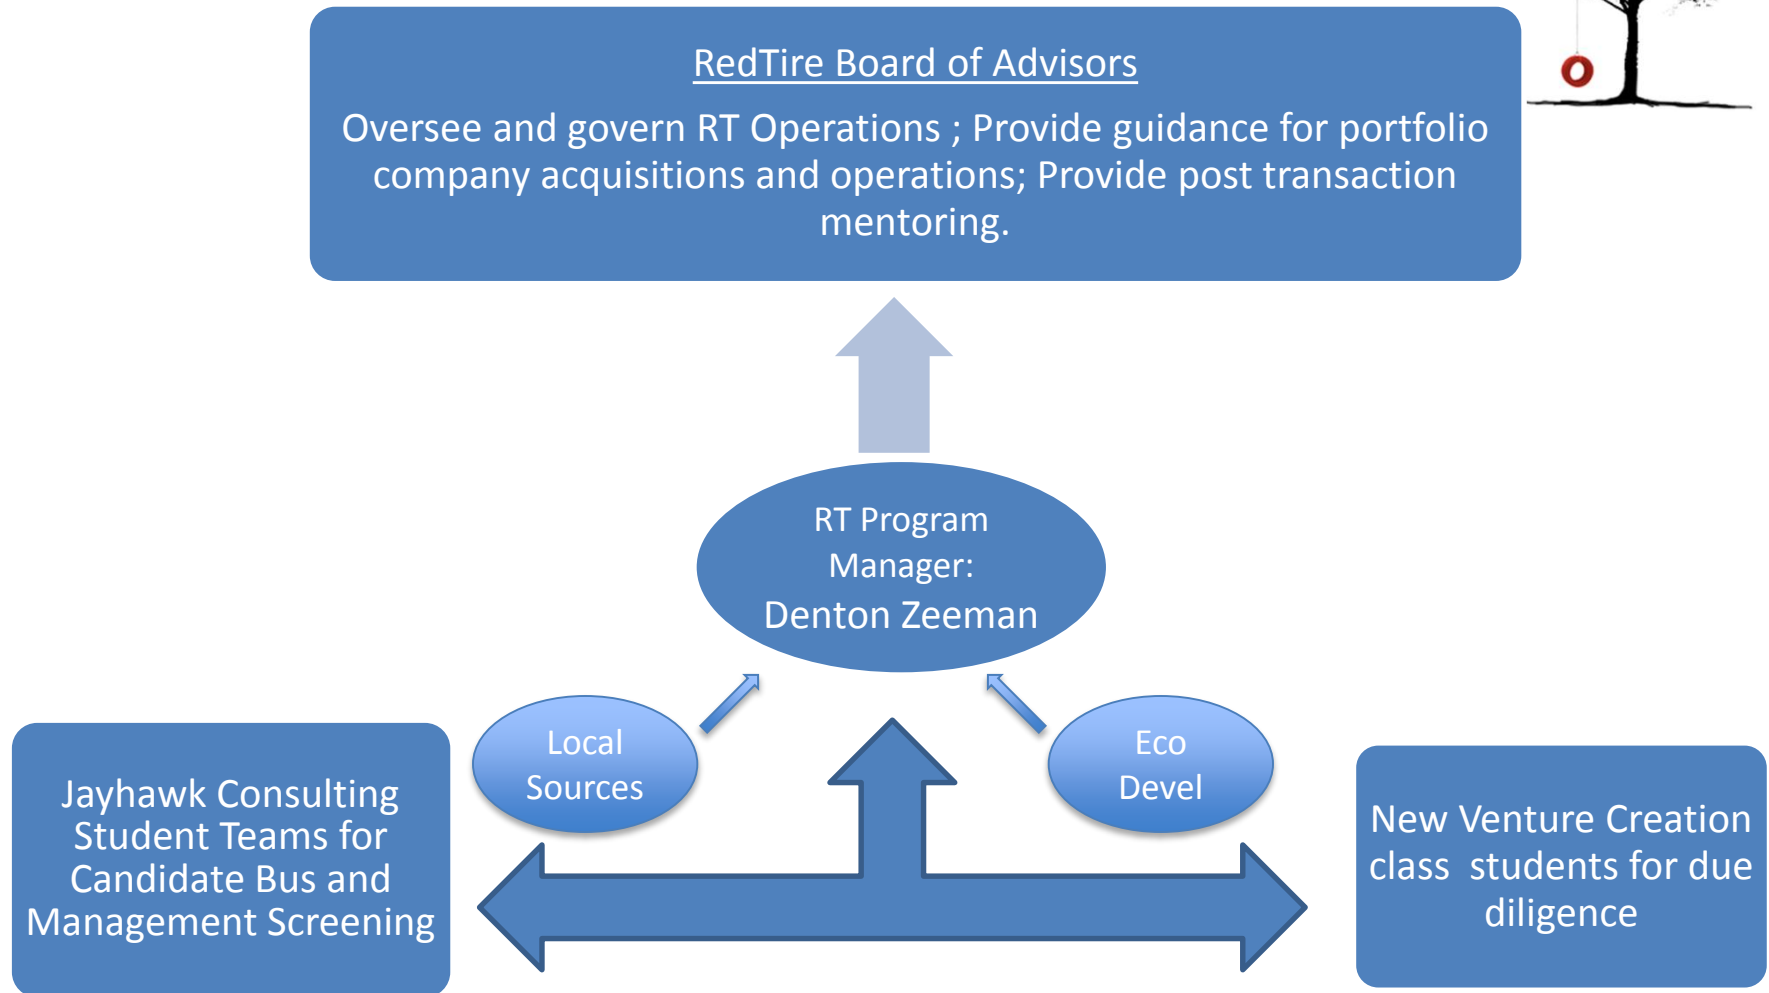 RedTire Board of Advisors
Oversee and govern RT Operations ; Provide guidance for portfolio
company acquisitions and operations; Provide post transaction
mentoring.
RT Program
Manager:
Denton Zeeman
Local
Sources
Eco
Devel
Jayhawk Consulting
Student Teams for
Candidate Bus and
Management Screening
New Venture Creation
class  students for due
diligence